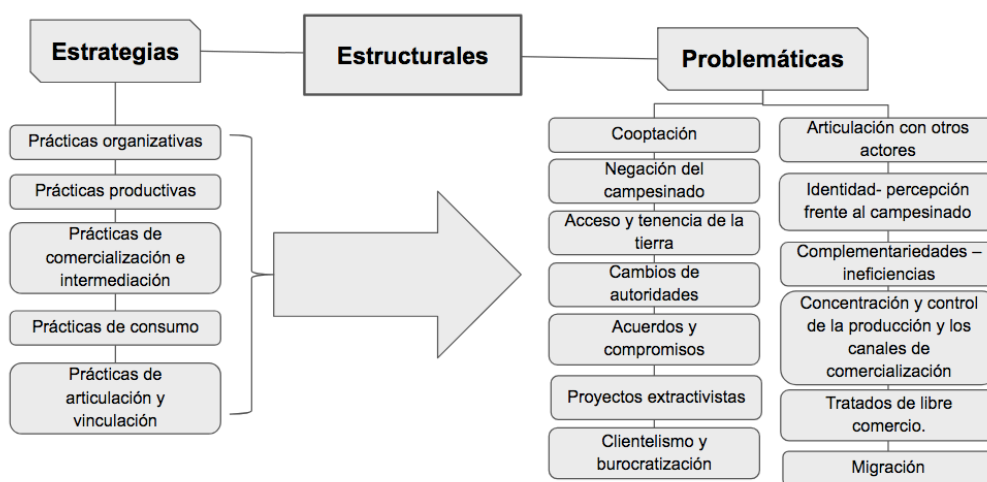 Estrategias
Estructurales
Problemáticas
Prácticas organizativas
Prácticas productivas
Prácticas de
comercialización e
intermediación
Prácticas de consumo
Prácticas de
articulación y
vinculación
Cooptación
Negación del
campesinado
Acceso y tenencia de la
tierra
Cambios de
autoridades
Acuerdos y
compromisos
Proyectos extractivistas
Clientelismo y
burocratización
Articulación con otros
actores
Identidad- percepción
frente al campesinado
Complementariedades –
ineficiencias
Concentración y control
de la producción y los
canales de
comercialización
Tratados de libre
comercio.
Migración